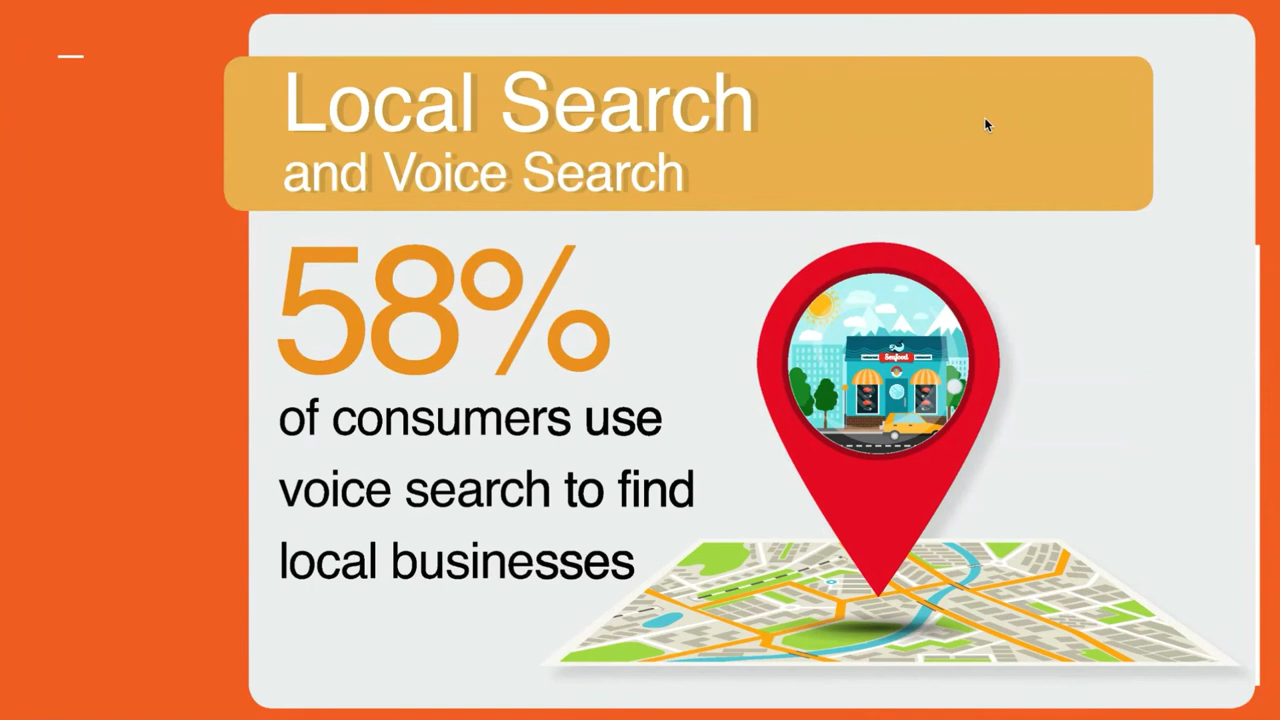 Local Search
and Voice Search
58%
of consumers use
voice search to find
local businesses
Seafood